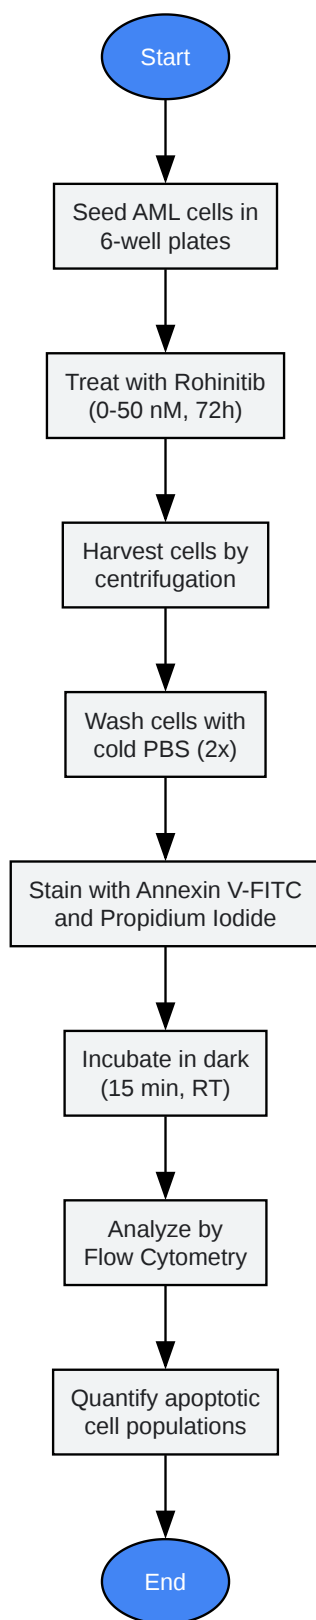 Start
Seed AML cells in
6-well plates
Treat with Rohinitib
(0-50 nM, 72h)
Harvest cells by
centrifugation
Wash cells with
cold PBS (2x)
Stain with Annexin V-FITC
and Propidium Iodide
Incubate in dark
(15 min, RT)
Analyze by
Flow Cytometry
Quantify apoptotic
cell populations
End